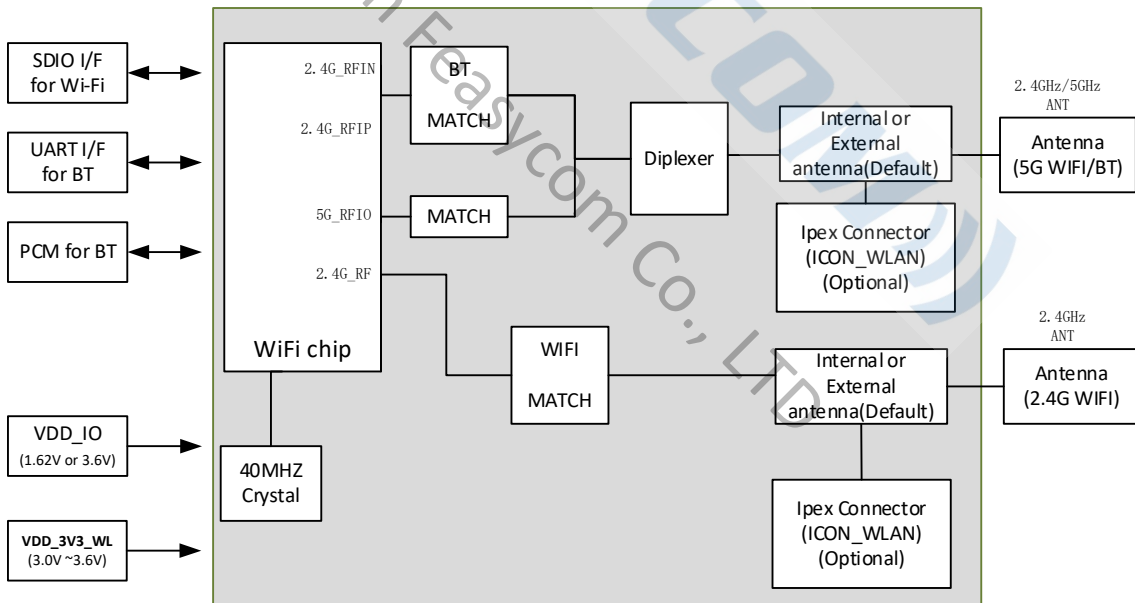 SDIO I/F
for Wi-Fi
UART I/F
for BT
PCM for BT
VDD_IO
(1.62V or 3.6V)
VDD_3V3_WL
(3.0V ~3.6V)
2.4G_RFIN
2.4G_RFIP
5G_RFIO
2.4G_RF
WiFi chip
40MHZ
Crystal
BT
MATCH
MATCH
WIFI
MATCH
Diplexer
Internal or
External
antenna(Default)
Ipex Connector
(ICON_WLAN)
(Optional)
Internal or
External
antenna(Default)
Ipex Connector
(ICON_WLAN)
(Optional)
2.4GHz/5GHz
ANT
Antenna
(5G WIFI/BT)
2.4GHz
ANT
Antenna
(2.4G WIFI)
Feasycom Co., LTD
COM